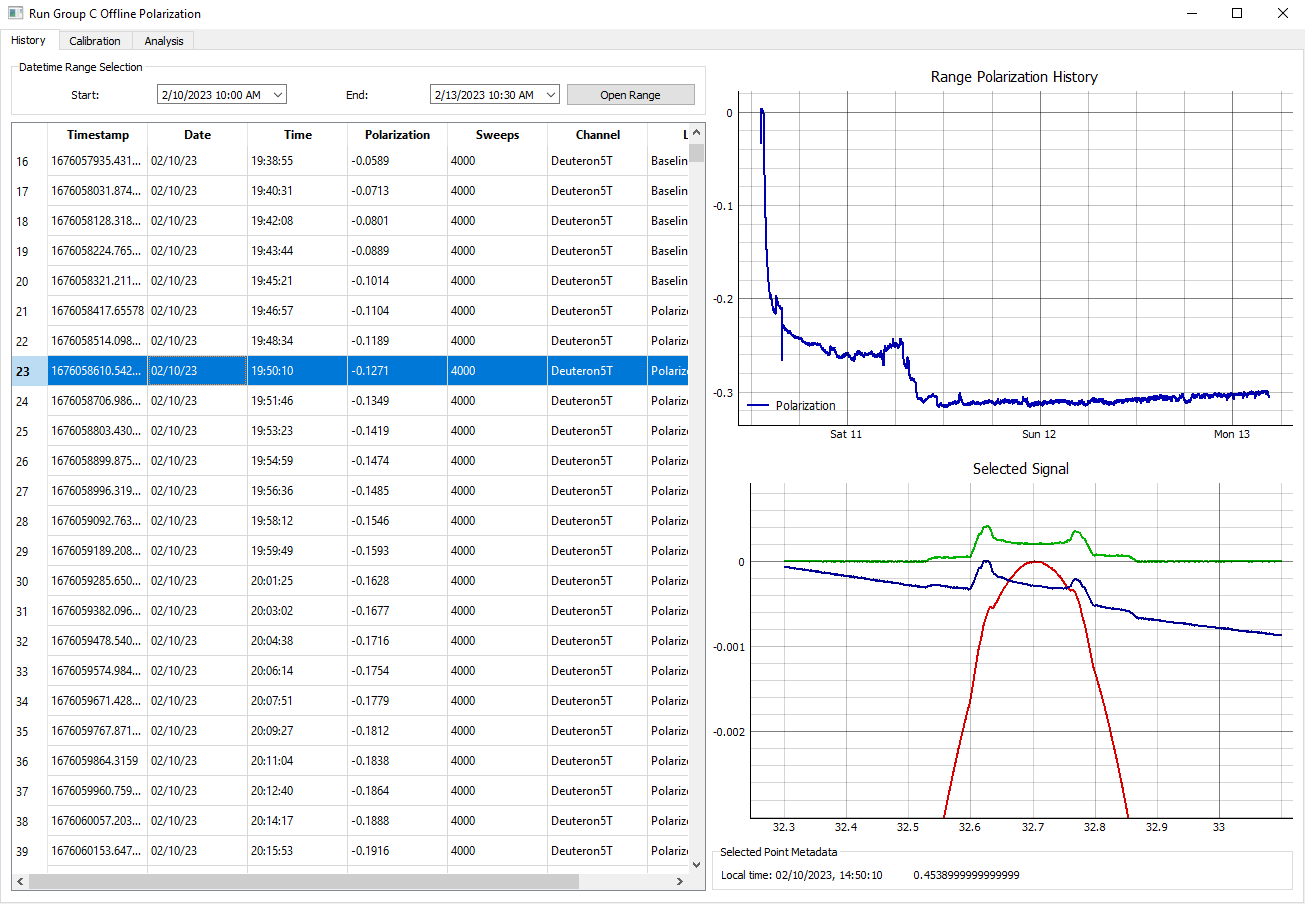 Run Group C Offline Polarization
History Calibration Analysis
Datetime Range Selection
Start: 2/10/2023 10:00 AM End: 2/13/2023 10:30 AM Open Range
Timestamp Date Time Polarization Sweeps Channel L
16 1676057935.431... 02/10/23 19:38:55 -0.0589 4000 Deuteron5T Baselin
17 1676058031.874... 02/10/23 19:40:31 -0.0713 4000 Deuteron5T Baselin
18 1676058128.318... 02/10/23 19:42:08 -0.0801 4000 Deuteron5T Baselin
19 1676058224.765... 02/10/23 19:43:44 -0.0889 4000 Deuteron5T Baselin
20 1676058321.211... 02/10/23 19:45:21 -0.1014 4000 Deuteron5T Baselin
21 1676058417.65578 02/10/23 19:46:57 -0.1104 4000 Deuteron5T Polariz
22 1676058514.098... 02/10/23 19:48:34 -0.1189 4000 Deuteron5T Polariz
23 1676058610.542... 02/10/23 19:50:10 -0.1271 4000 Deuteron5T Polariz
24 1676058706.986... 02/10/23 19:51:46 -0.1349 4000 Deuteron5T Polariz
25 1676058803.430... 02/10/23 19:53:23 -0.1419 4000 Deuteron5T Polariz
26 1676058899.875... 02/10/23 19:54:59 -0.1474 4000 Deuteron5T Polariz
27 1676058996.319... 02/10/23 19:56:36 -0.1485 4000 Deuteron5T Polariz
28 1676059092.763... 02/10/23 19:58:12 -0.1546 4000 Deuteron5T Polariz
29 1676059189.208... 02/10/23 19:59:49 -0.1593 4000 Deuteron5T Polariz
30 1676059285.650... 02/10/23 20:01:25 -0.1628 4000 Deuteron5T Polariz
31 1676059382.096... 02/10/23 20:03:02 -0.1677 4000 Deuteron5T Polariz
32 1676059478.540... 02/10/23 20:04:38 -0.1716 4000 Deuteron5T Polariz
33 1676059574.984... 02/10/23 20:06:14 -0.1754 4000 Deuteron5T Polariz
34 1676059671.428... 02/10/23 20:07:51 -0.1779 4000 Deuteron5T Polariz
35 1676059767.871... 02/10/23 20:09:27 -0.1812 4000 Deuteron5T Polariz
36 1676059864.3159 02/10/23 20:11:04 -0.1838 4000 Deuteron5T Polariz
37 1676059960.759... 02/10/23 20:12:40 -0.1864 4000 Deuteron5T Polariz
38 1676060057.203... 02/10/23 20:14:17 -0.1888 4000 Deuteron5T Polariz
39 1676060153.647... 02/10/23 20:15:53 -0.1916 4000 Deuteron5T Polariz
Range Polarization History
0
-0.1
-0.2
-0.3
Polarization
Sat 11 Sun 12 Mon 13
Selected Signal
0
-0.001
-0.002
32.3 32.4 32.5 32.6 32.7 32.8 32.9 33
Selected Point Metadata
Local time: 02/10/2023, 14:50:10 0.4538999999999999